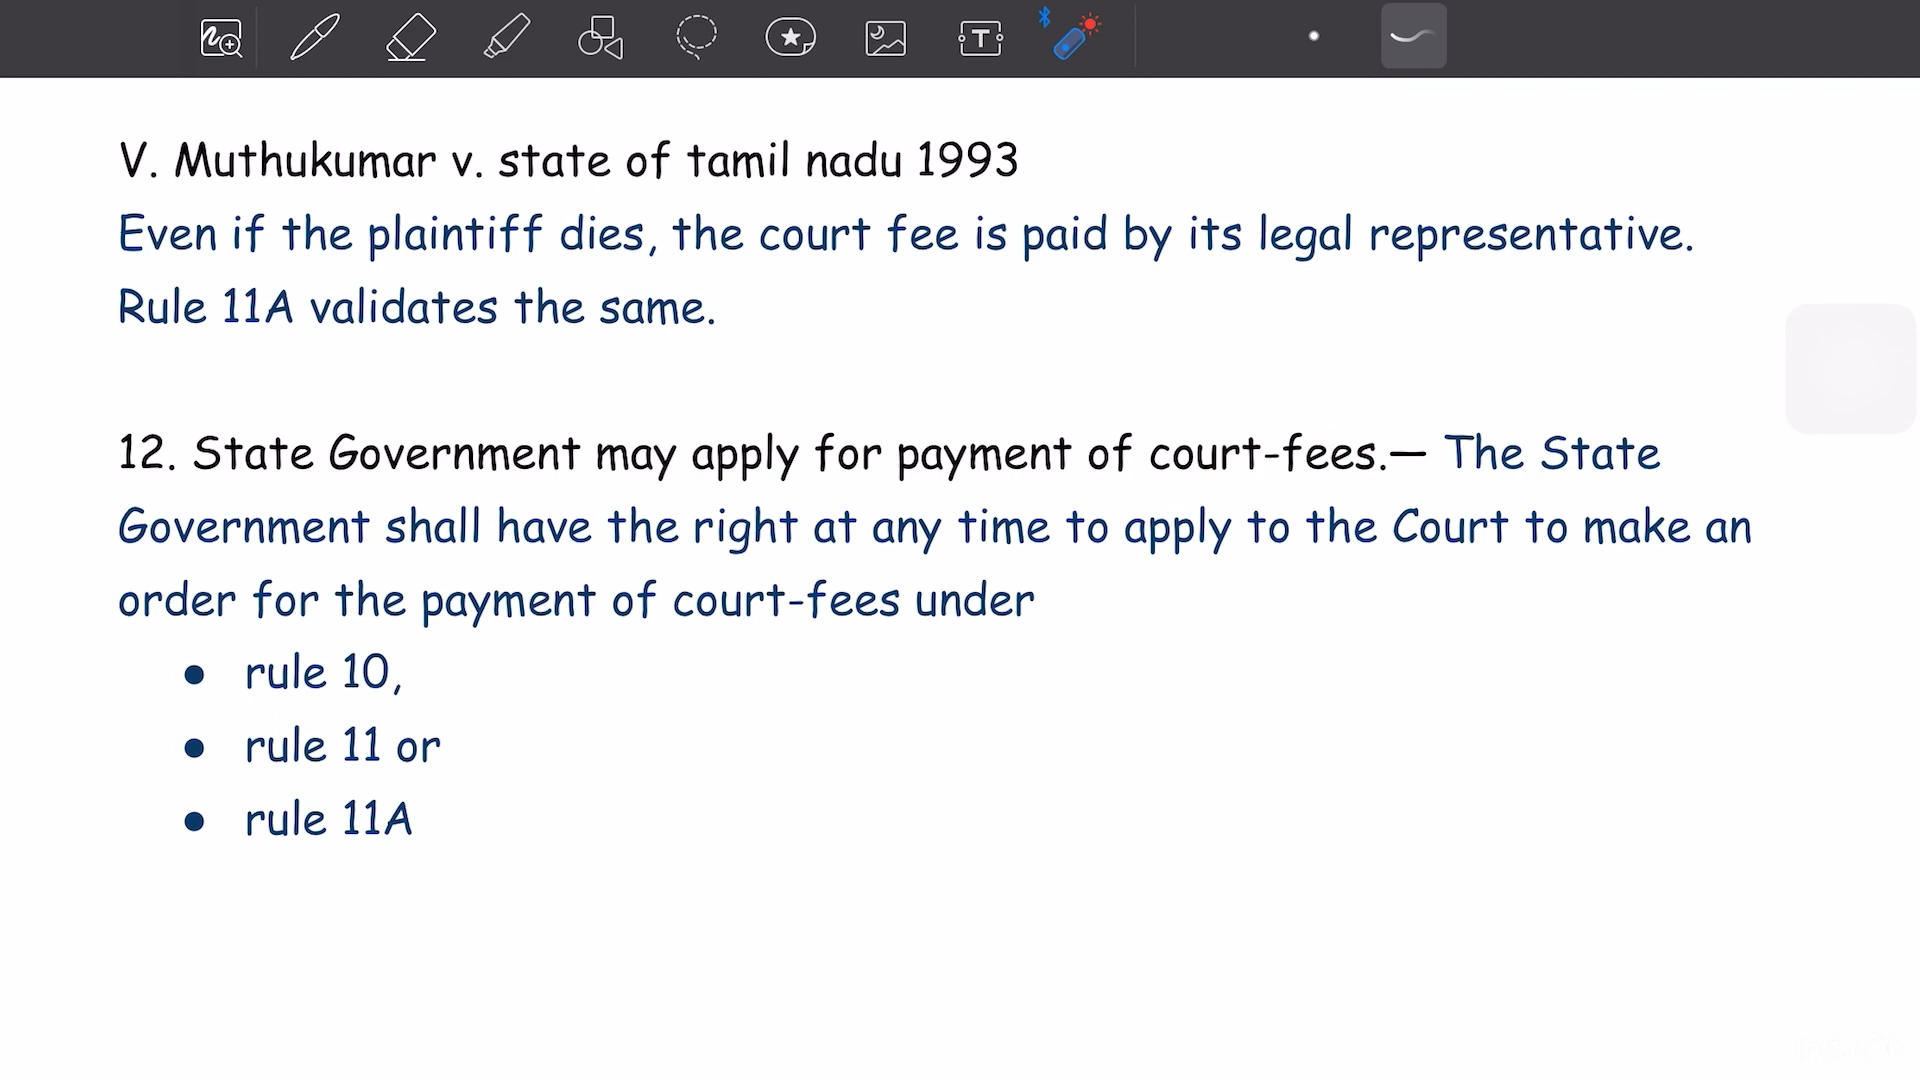 V. Muthukumar v. state of tamil nadu 1993
Even if the plaintiff dies, the court fee is paid by its legal representative.
Rule 11A validates the same.
12. State Government may apply for payment of court-fees.— The State
Government shall have the right at any time to apply to the Court to make an
order for the payment of court-fees under
● rule 10,
● rule 11 or
● rule 11A